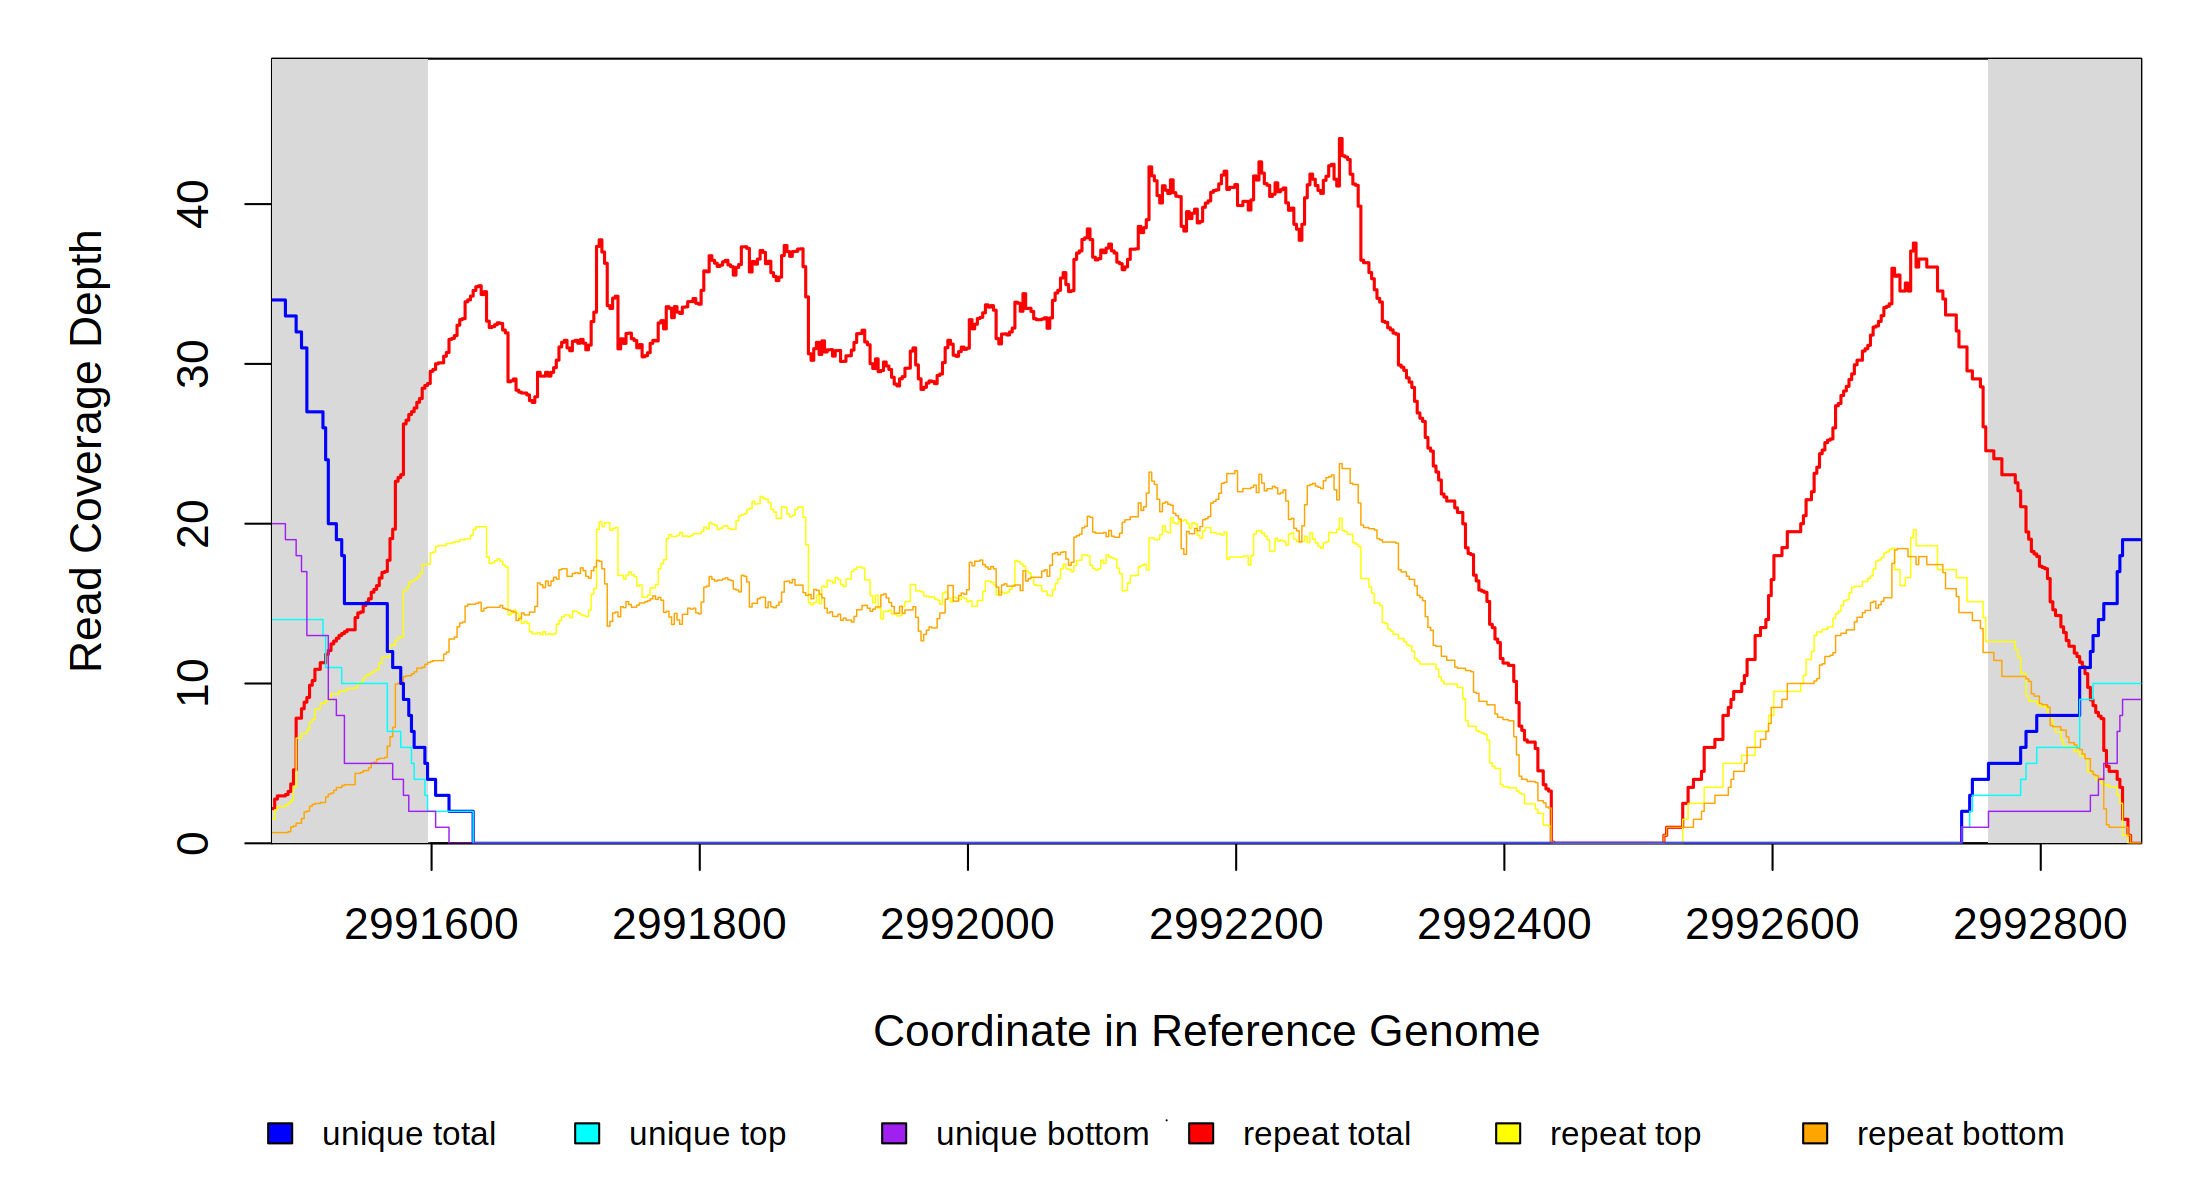 Read Coverage Depth
40
30
20
10
0
2991600 2991800 2992000 2992200 2992400 2992600 2992800
Coordinate in Reference Genome
unique total unique top unique bottom repeat total repeat top repeat bottom